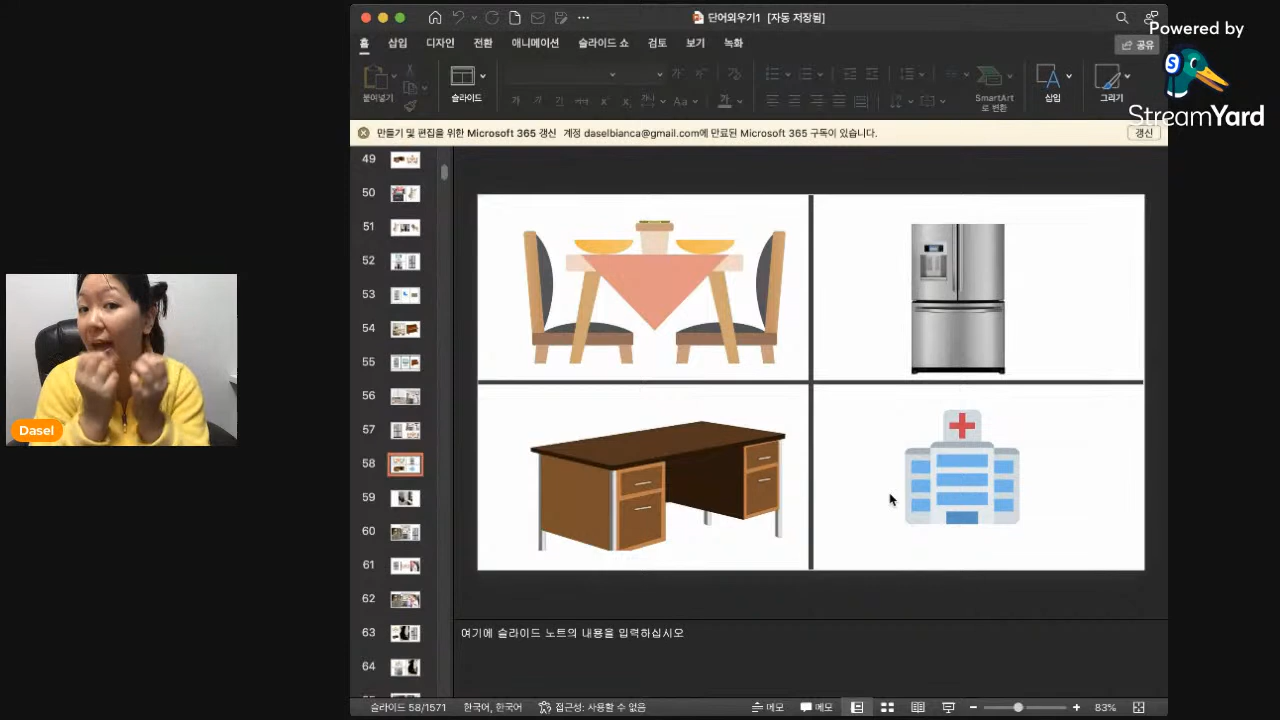 단어외우기1 [자동 저장됨]
Powered by
StreamYard
홈 삽입 디자인 전환 애니메이션 슬라이드 쇼 검토 보기 녹화
공유
붙여넣기
슬라이드
SmartArt
로 변환
삽입
그리기
만들기 및 편집을 위한 Microsoft 365 갱신 계정 daselbianca@gmail.com에 만료된 Microsoft 365 구독이 있습니다.
갱신
49
50
51
52
53
54
55
56
57
58
59
60
61
62
63
64
Dasel
여기에 슬라이드 노트의 내용을 입력하십시오
슬라이드 58/1571 한국어, 한국어 접근성: 사용할 수 없음 메모 메모 83%